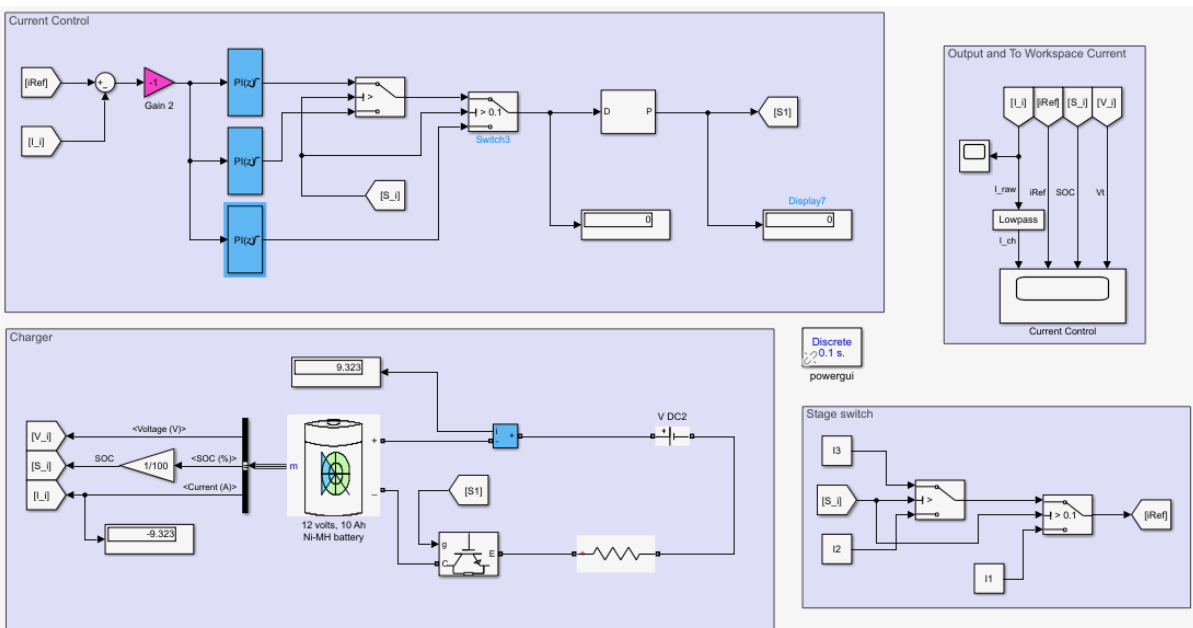 Current Control
[iRef]
+
-
-1
Gain 2
[I_i]
PI(z)
PI(z)
PI(z)
>
> 0.1
Switch3
[S_i]
D
P
[S1]
0
Display7
0
Output and To Workspace Current
[I_i]
[iRef]
[S_i]
[V_i]
I_raw
iRef
SOC
Vt
Lowpass
I_ch
Current Control
Charger
9.323
[V_i]
<Voltage (V)>
[S_i]
SOC
1/100
<SOC (%)>
[I_i]
<Current (A)>
-9.323
m
+
_
12 volts, 10 Ah
Ni-MH battery
i
-
+
V DC2
+
[S1]
g
C
E
+
Discrete
0.1 s.
powergui
Stage switch
I3
[S_i]
>
I2
> 0.1
[iRef]
I1